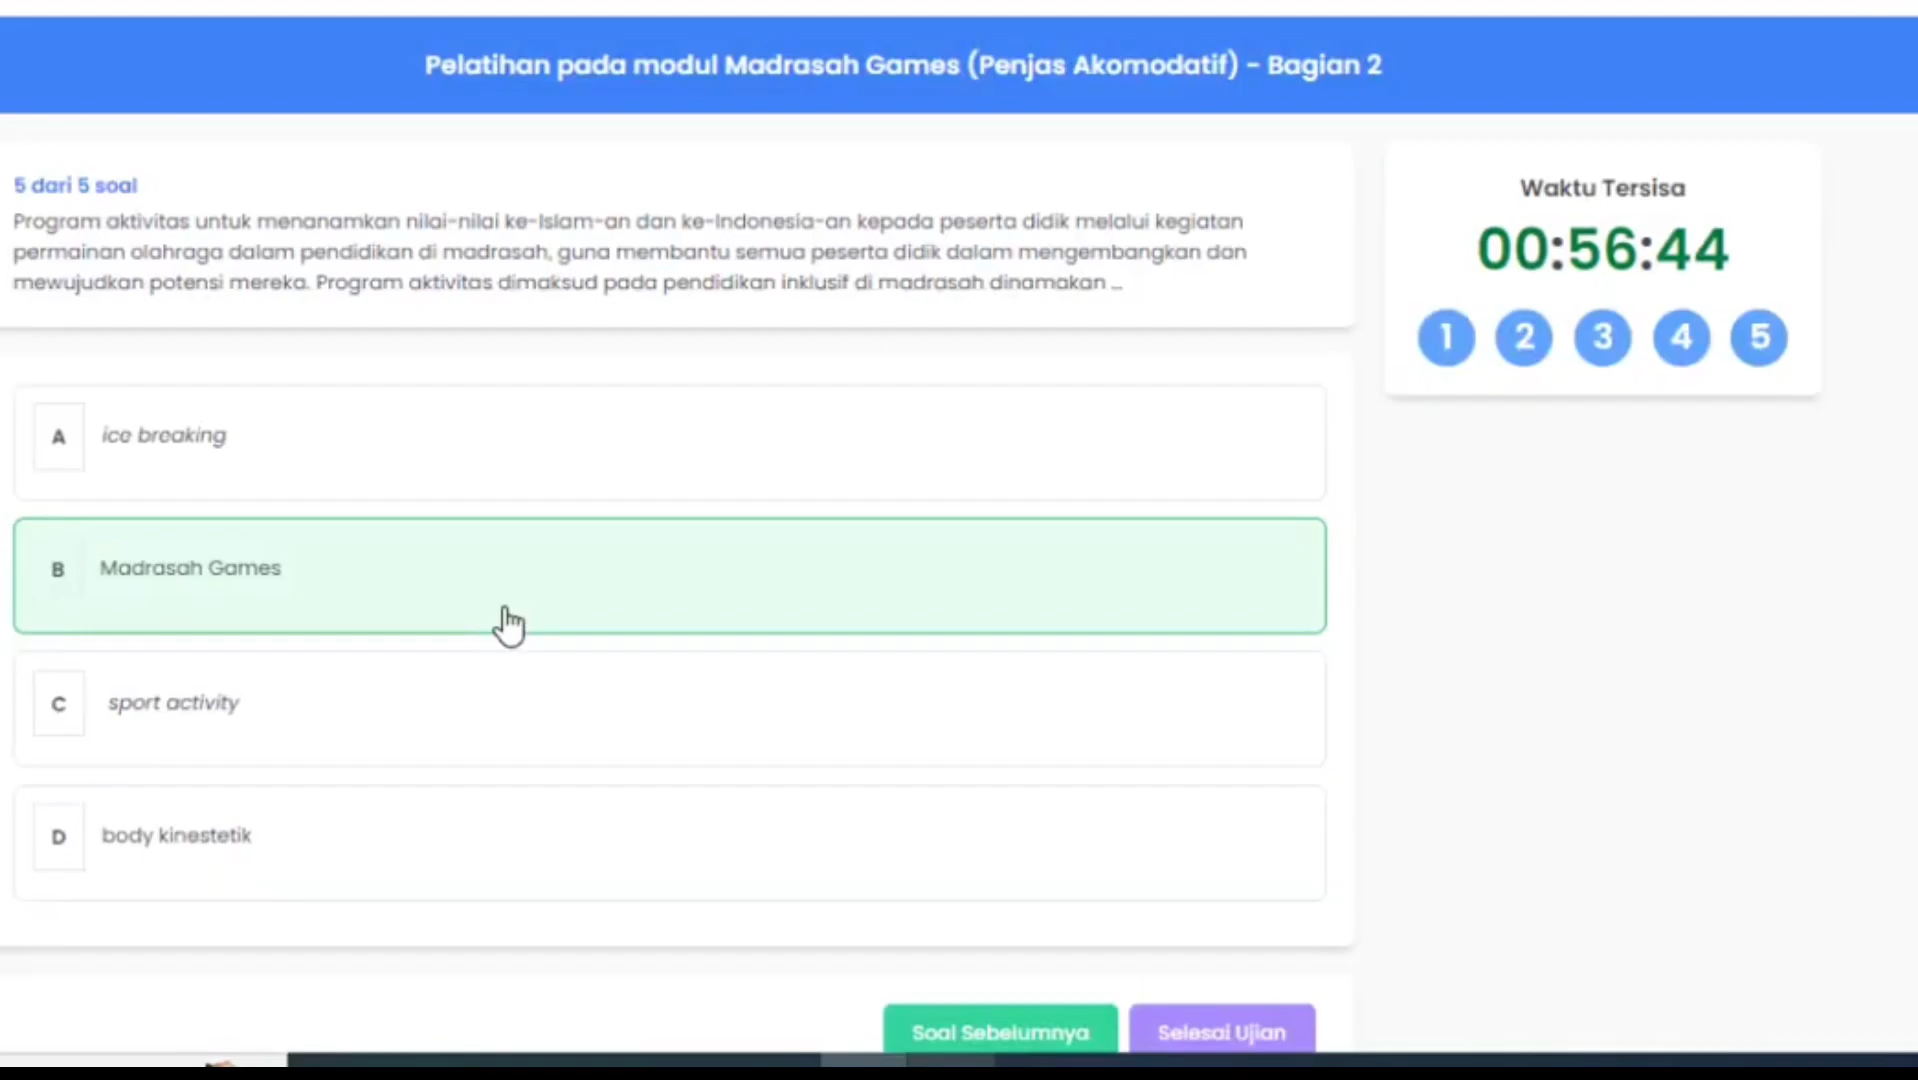 Pelatihan pada modul Madrasah Games (Penjas Akomodatif) - Bagian 2
5 dari 5 soal
Program aktivitas untuk menanamkan nilai-nilai ke-Islam-an dan ke-Indonesia-an kepada peserta didik melalui kegiatan
permainan olahraga dalam pendidikan di madrasah, guna membantu semua peserta didik dalam mengembangkan dan
mewujudkan potensi mereka. Program aktivitas dimaksud pada pendidikan inklusif di madrasah dinamakan ...
A ice breaking
B Madrasah Games
C sport activity
D body kinestetik
Soal Sebelumnya
Selesai Ujian
Waktu Tersisa
00:56:44
1 2 3 4 5